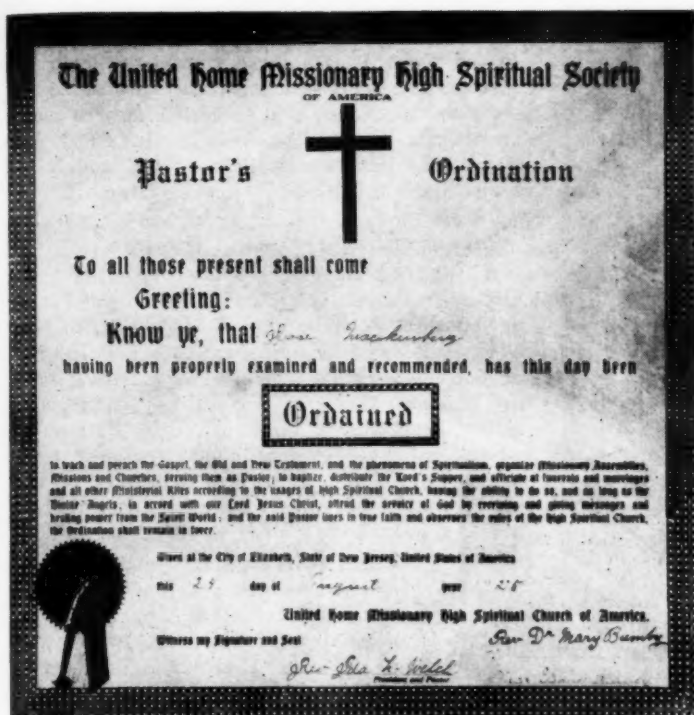 The United Home Missionary High Spiritual Society
OF AMERICA
Pastor's Ordination
To all those present shall come
Greeting:
Know ye, that
having been properly examined and recommended, has this day been
Ordained
to teach and preach the Gospel, the Old and New Testament, and the phenomena of Spiritualism, organize Missionary Assemblies,
Missions and Churches, serving them as Pastor; to baptize, distribute the Lord's Supper, and officiate at funerals and marriages
and all other Ministerial Rites according to the usages of High Spiritual Church, having the ability to do so, and as long as the
Divine Angels, in accord with our Lord Jesus Christ, attend the service of God by receiving and giving messages and
healing power from the Spirit World; and the said Pastor lives in true faith and observes the rules of the High Spiritual Church,
the Ordination shall remain in force.
Given at the City of Elizabeth, State of New Jersey, United States of America
this 29 day of August year
United Home Missionary High Spiritual Church of America.
Witness my Signature and Seal Rev Dr Mary Bumby
Rev Ida L. Welch
President and Pastor